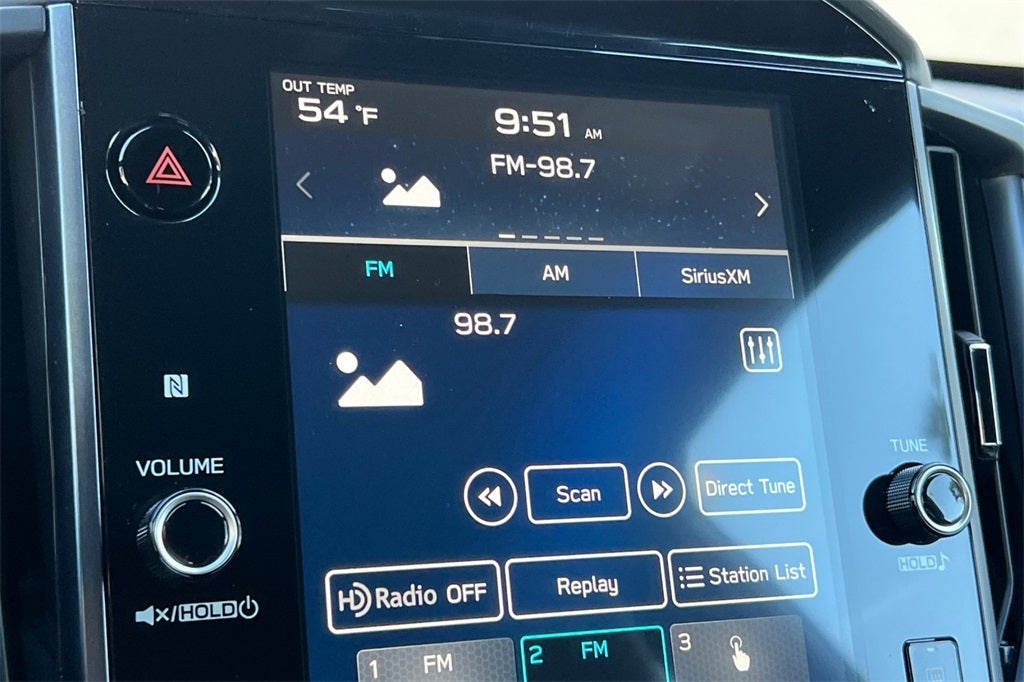 OUT TEMP
54 °F
9:51 AM
FM-98.7
FM
AM
SiriusXM
98.7
N
VOLUME
TUNE
Scan
Direct Tune
HOLD♪
HD Radio OFF
Replay
Station List
x/HOLD
1 FM
2 FM
3